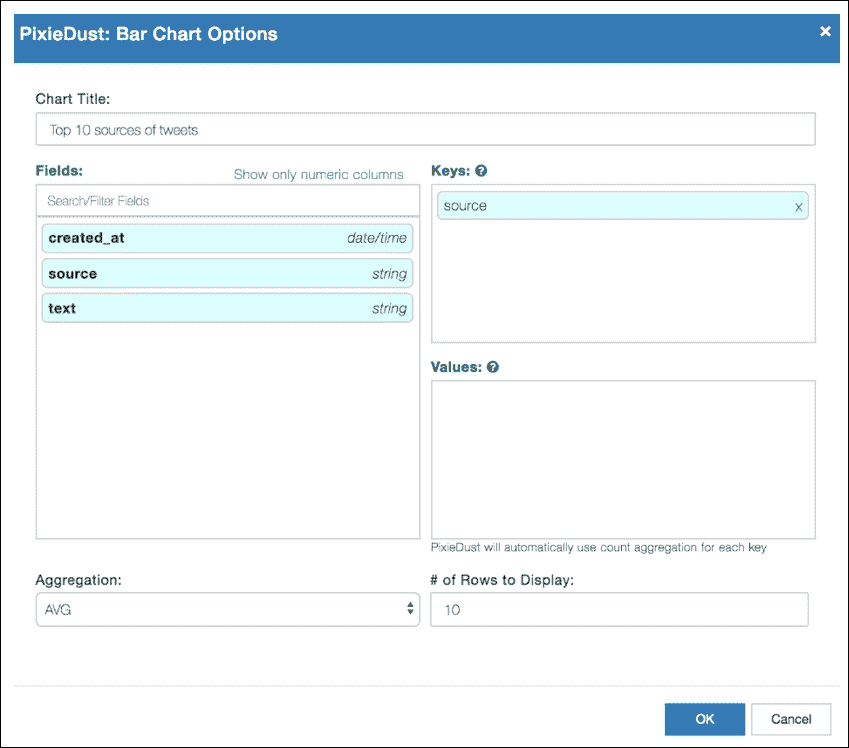 PixieDust: Bar Chart Options ×
Chart Title:
Top 10 sources of tweets
Fields: Show only numeric columns
Search/Filter Fields
created_at date/time
source string
text string
Keys: ?
source x
Values: ?
PixieDust will automatically use count aggregation for each key
Aggregation:
AVG
# of Rows to Display:
10
OK Cancel